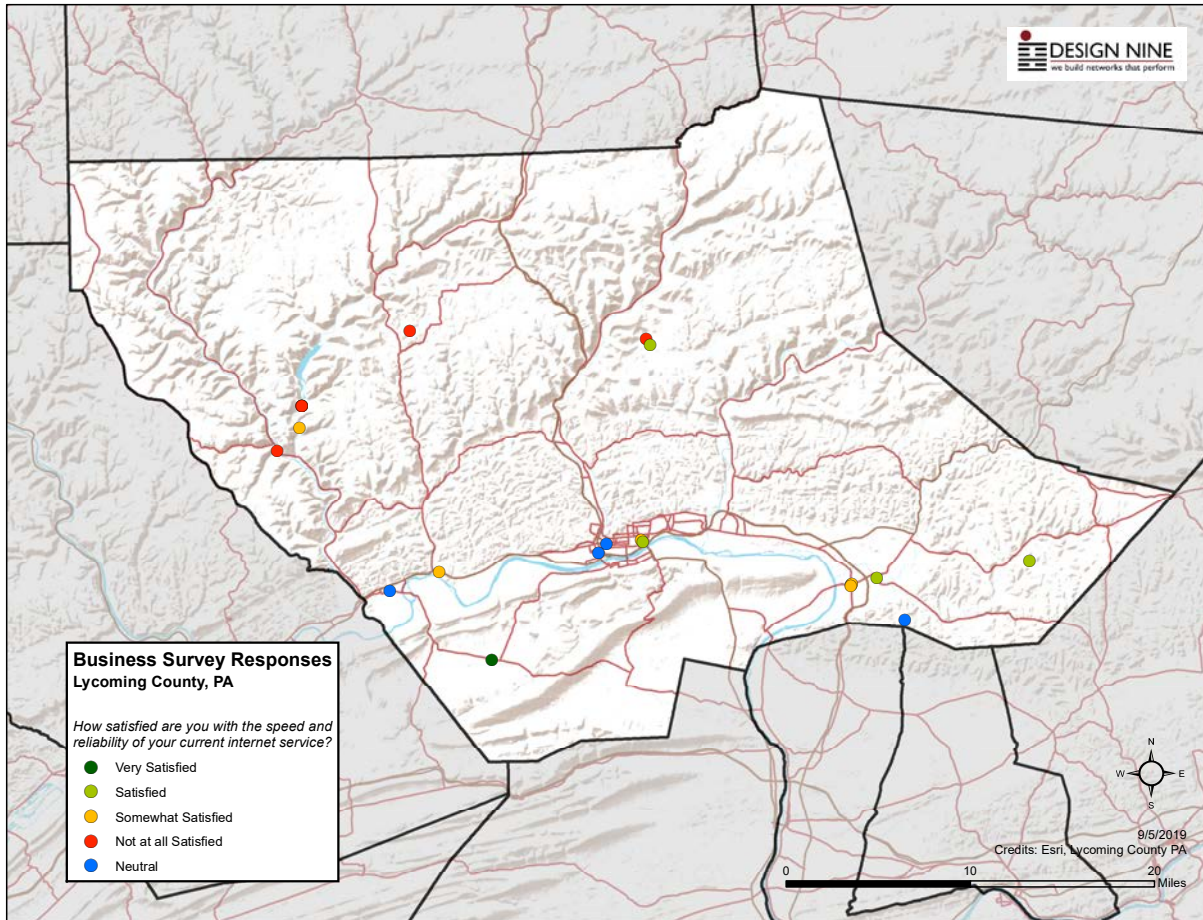 DESIGN NINE
we build networks that perform
Business Survey Responses
Lycoming County, PA
How satisfied are you with the speed and
reliability of your current internet service?
Very Satisfied
Satisfied
Somewhat Satisfied
Not at all Satisfied
Neutral
N
W E
S
9/5/2019
Credits: Esri, Lycoming County PA
0 10 20
Miles